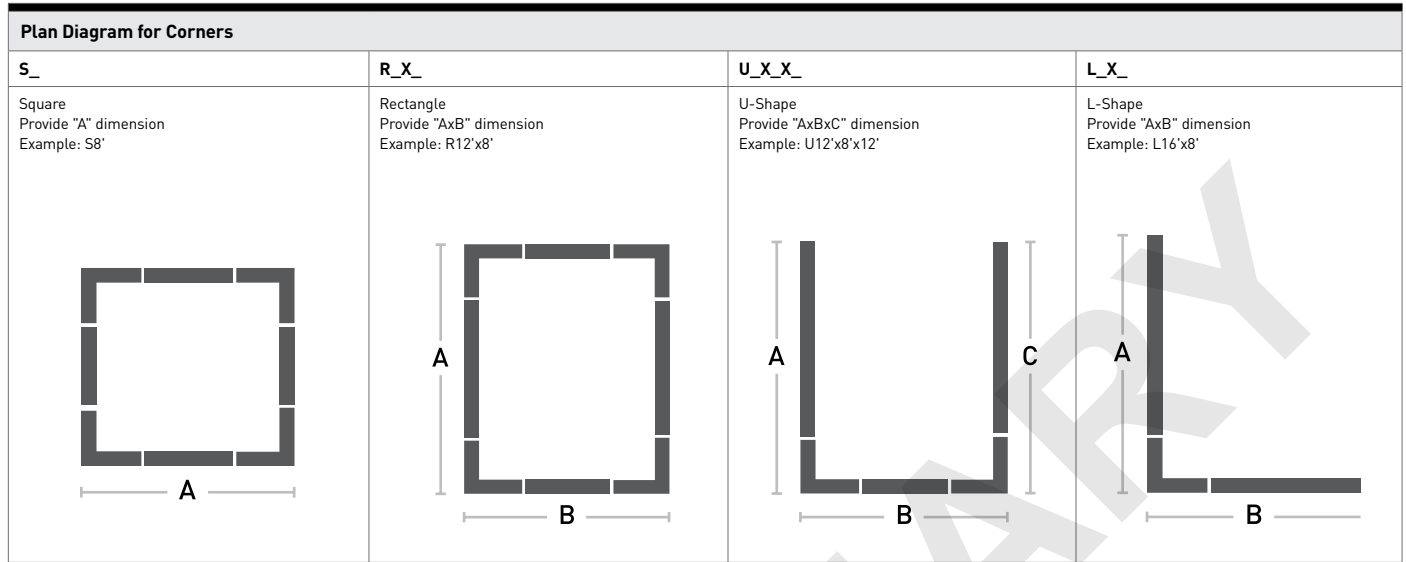 Plan Diagram for Corners
S_
Square
Provide "A" dimension
Example: S8'
A
R_X_
Rectangle
Provide "AxB" dimension
Example: R12'x8'
A
B
U_X_X_
U-Shape
Provide "AxBxC" dimension
Example: U12'x8'x12'
A
C
B
L_X_
L-Shape
Provide "AxB" dimension
Example: L16'x8'
A
B
ARY